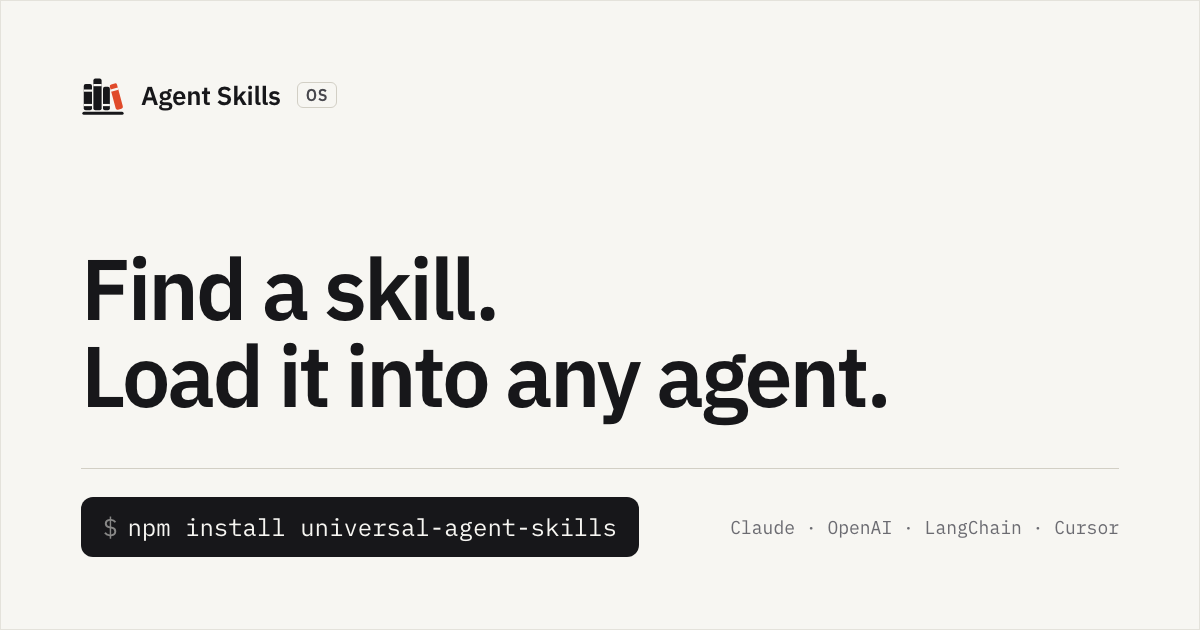 Agent Skills OS
Find a skill.
Load it into any agent.
$ npm install universal-agent-skills
Claude · OpenAI · LangChain · Cursor